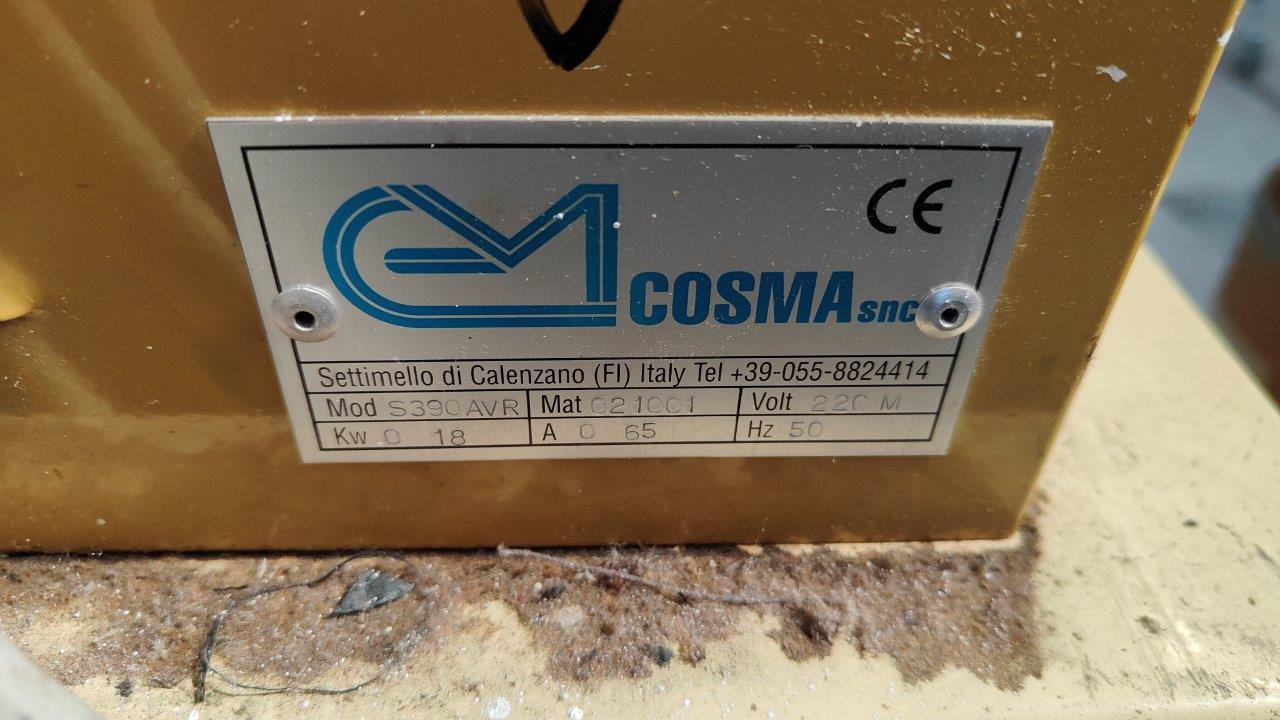 CE
COSMA snc
Settimello di Calenzano (FI) Italy Tel +39-055-8824414
Mod S390AVR Mat 021001 Volt 220 M
Kw 0 18 A 0 65 Hz 50